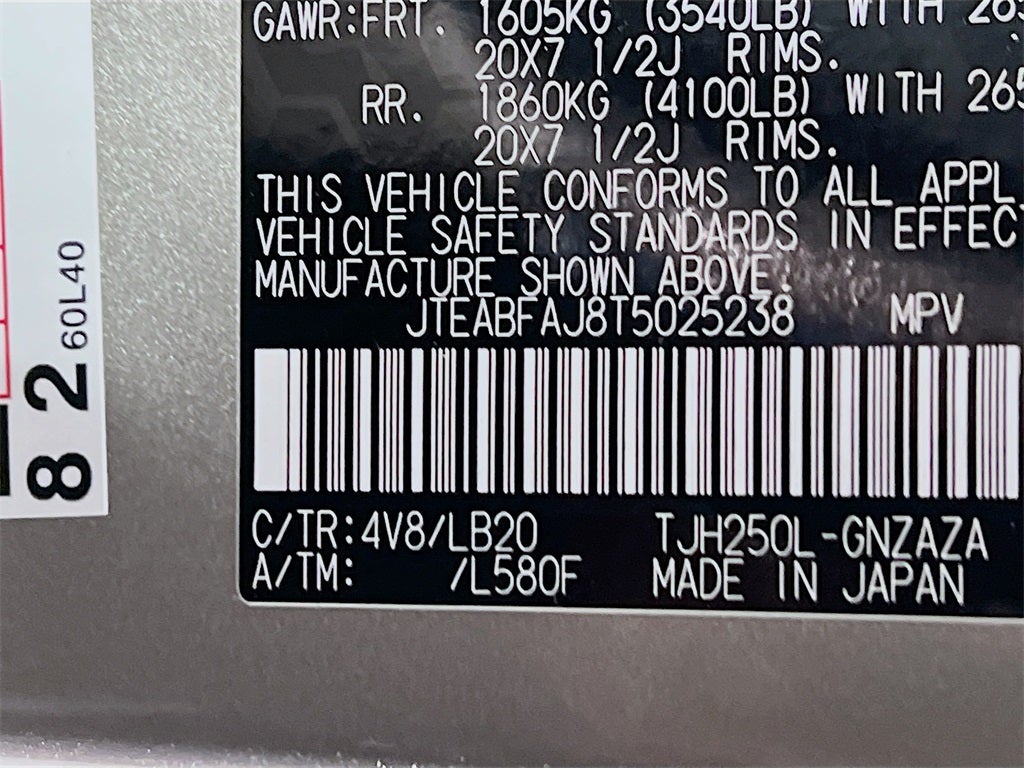 GAWR:FRT. 1605KG (3540LB) WITH 265
20X7 1/2J RIMS.
RR. 1860KG (4100LB) WITH 265
20X7 1/2J RIMS.
THIS VEHICLE CONFORMS TO ALL APPL
VEHICLE SAFETY STANDARDS IN EFFEC
MANUFACTURE SHOWN ABOVE.
JTEABFAJ8T5025238 MPV
C/TR:4V8/LB20 TJH250L-GNZAZA
A/TM: /L580F MADE IN JAPAN
82
60L40